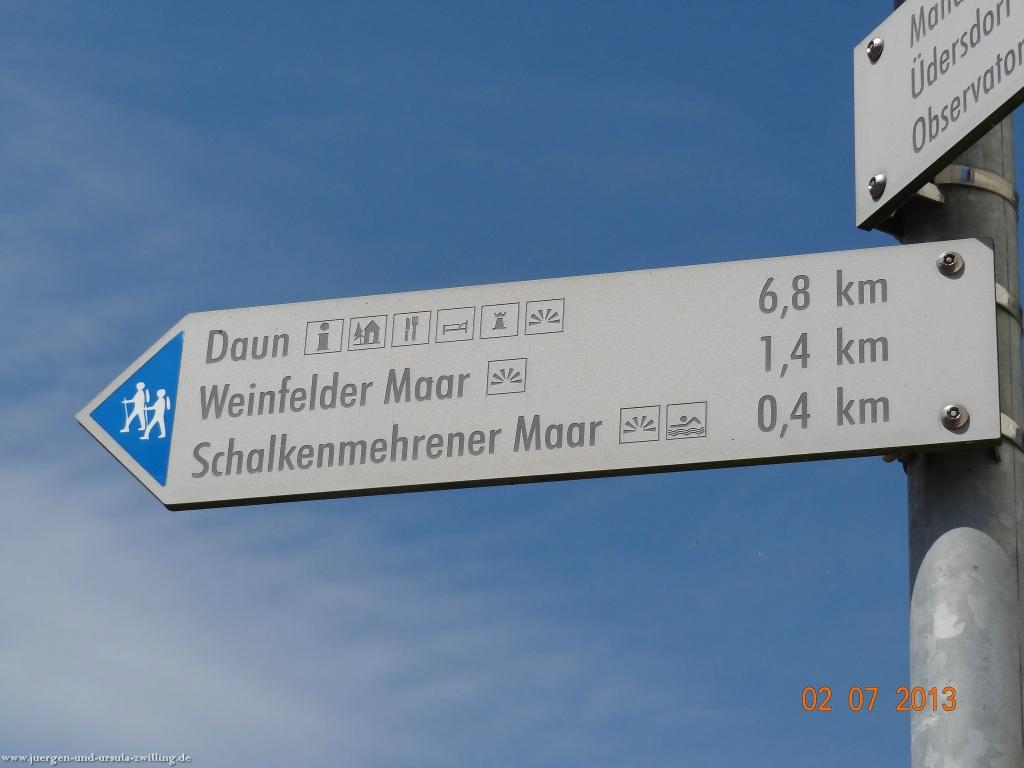 Üdersdorf
Daun 6,8 km
Weinfelder Maar 1,4 km
Schalkenmehrener Maar 0,4 km
02 07 2013
www.juergen-und-ursula-zwilling.de